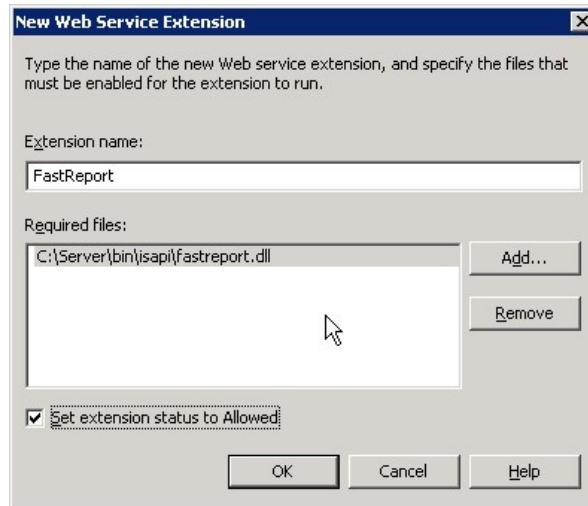 New Web Service Extension
Type the name of the new Web service extension, and specify the files that
must be enabled for the extension to run.
Extension name:
FastReport
Required files:
C:\Server\bin\isapi\fastreport.dll
Add...
Remove
Set extension status to Allowed
OK
Cancel
Help